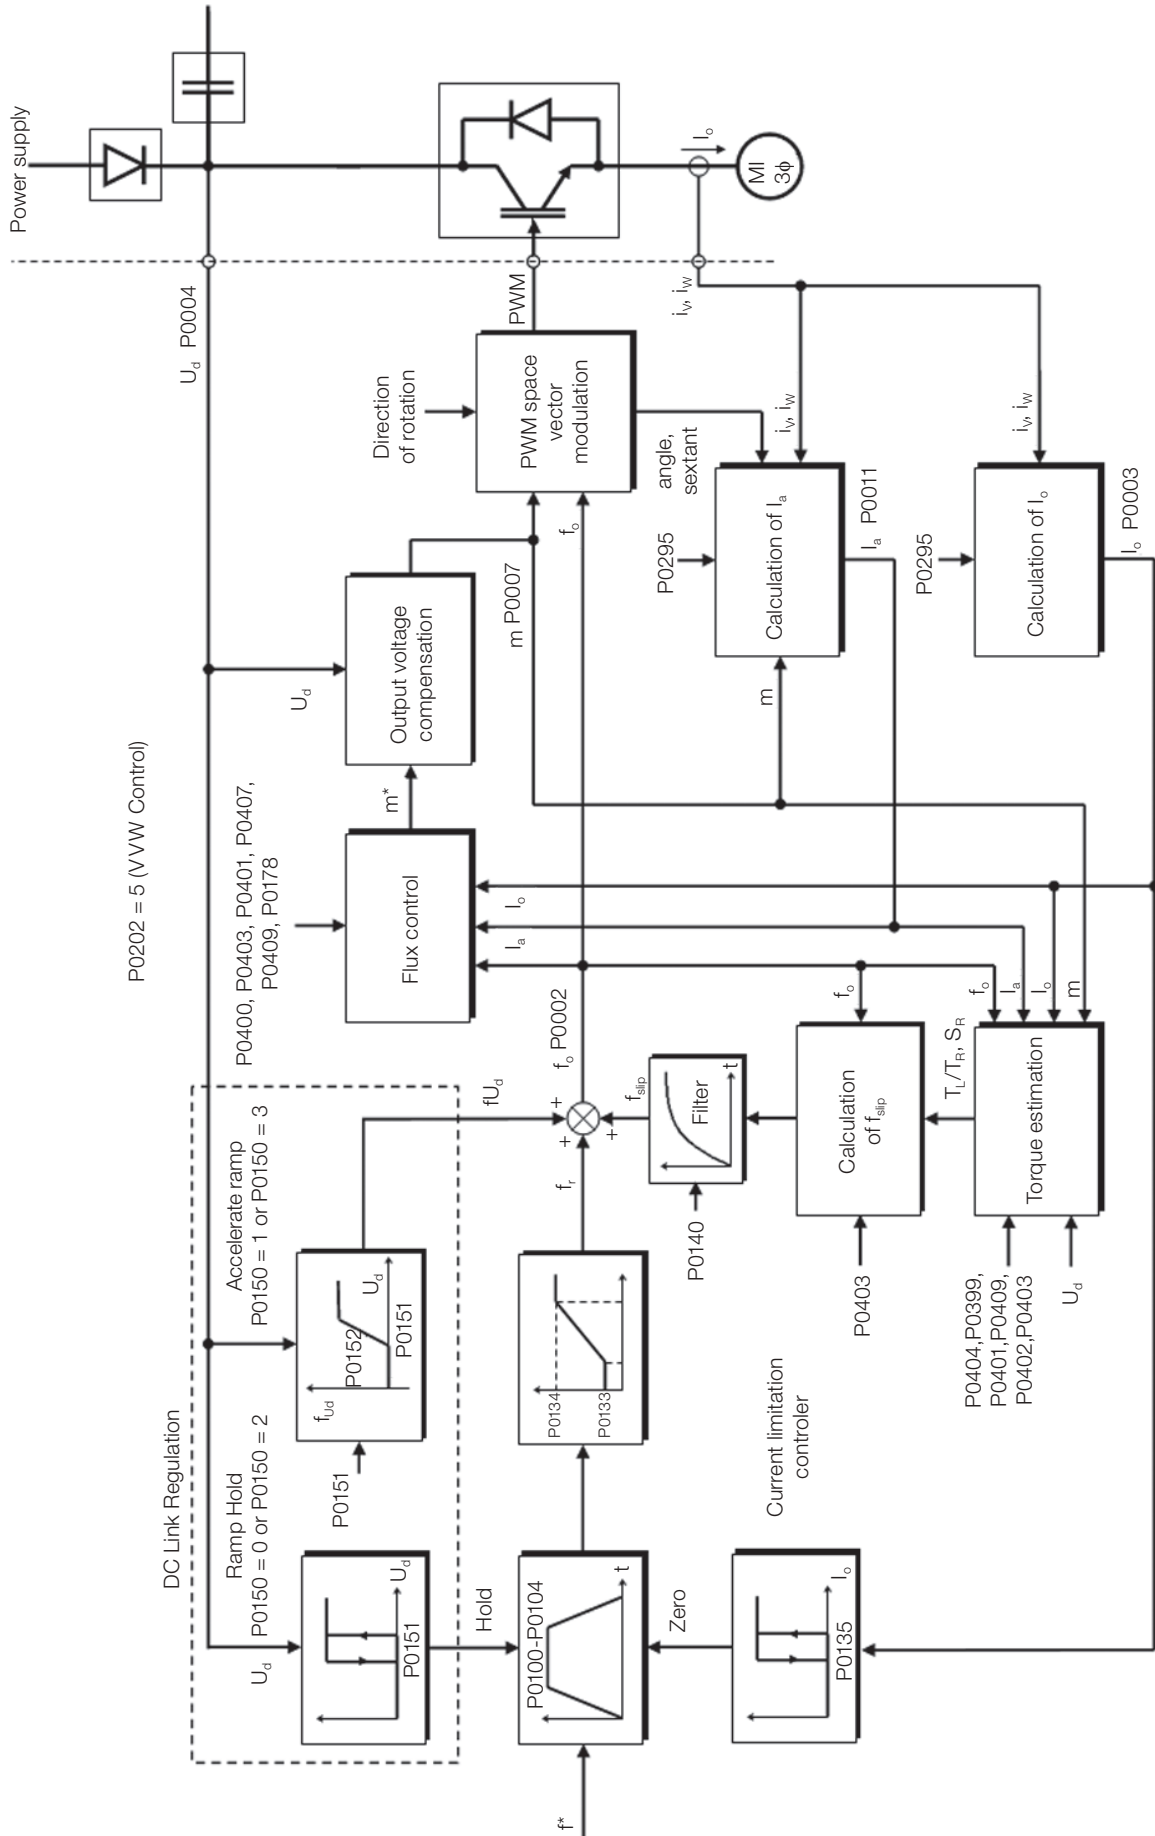 P0202 = 5 (VVW Control)
Power supply
DC Link Regulation
Ramp Hold
P0150 = 0 or P0150 = 2
Accelerate ramp
P0150 = 1 or P0150 = 3
P0400, P0403, P0401, P0407,
P0409, P0178
U_d P0004
U_d
U_d
P0151
P0151
f_Ud
P0152
U_d
P0151
fU_d
Flux control
m*
U_d
Output voltage
compensation
Direction
of rotation
Hold
I_a
I_o
m P0007
f*
P0100-P0104
t
P0134
P0133
f_r
+
+
+
f_o P0002
f_o
PWM space
vector
modulation
PWM
I_o
MI
3ϕ
Zero
P0140
f_slip
Filter
t
angle,
sextant
i_V, i_W
U_d
I_o
P0135
Current limitation
controler
P0403
Calculation
of f_slip
f_o
m
P0295
Calculation of I_a
i_V, i_W
I_a P0011
T_L/T_R, S_R
P0404,P0399,
P0401,P0409,
P0402,P0403
U_d
Torque estimation
f_o
I_a
I_o
m
P0295
Calculation of I_o
i_V, i_W
I_o P0003